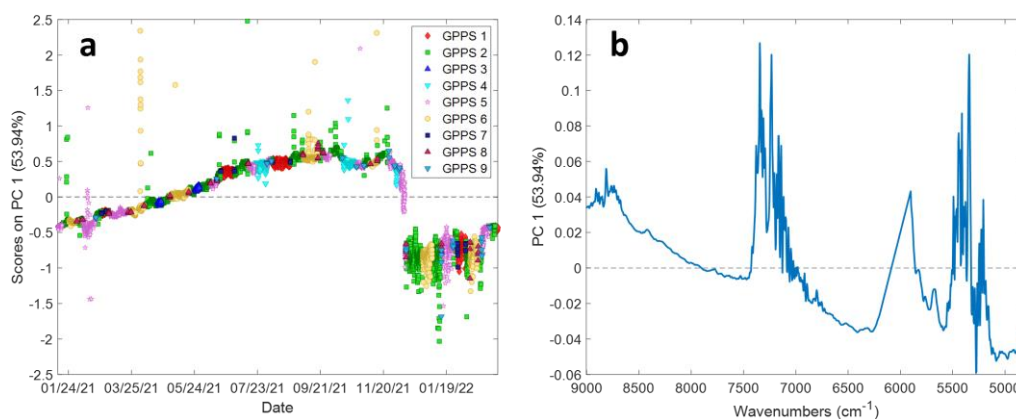 a
Scores on PC 1 (53.94%)
2.5
2
1.5
1
0.5
0
-0.5
-1
-1.5
-2
-2.5
01/24/21 03/25/21 05/24/21 07/23/21 09/21/21 11/20/21 01/19/22
Date
GPPS 1
GPPS 2
GPPS 3
GPPS 4
GPPS 5
GPPS 6
GPPS 7
GPPS 8
GPPS 9
b
PC 1 (53.94%)
0.14
0.12
0.1
0.08
0.06
0.04
0.02
0
-0.02
-0.04
-0.06
9000 8500 8000 7500 7000 6500 6000 5500 5000
Wavenumbers (cm-1)